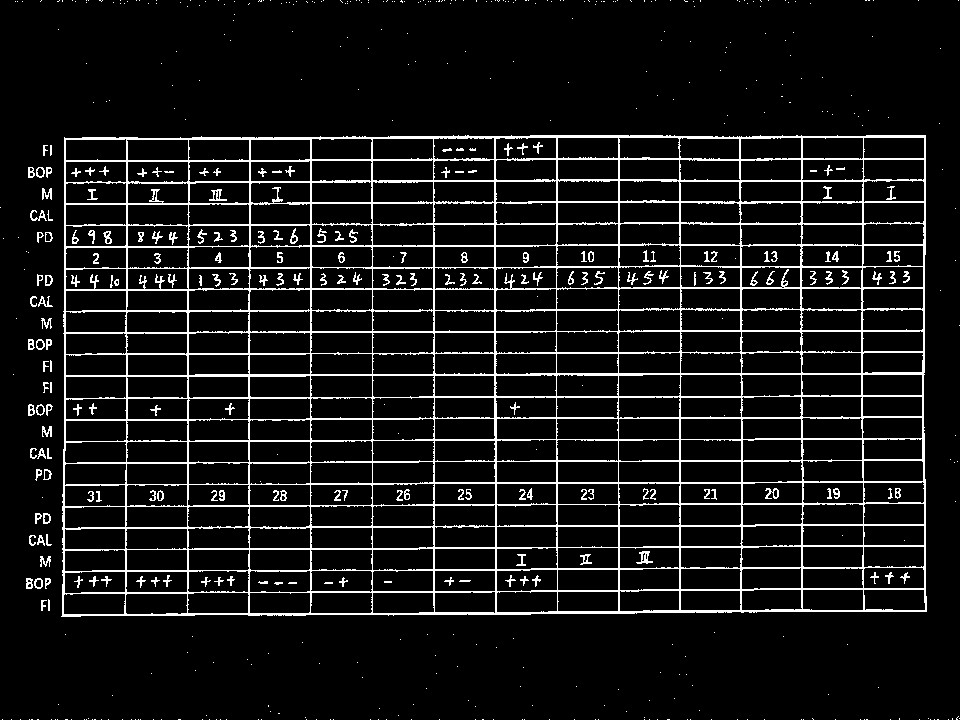 FI --- +++
BOP +++ ++- ++ +-+ +-- -+-
M I II III I I I
CAL
PD 698 844 523 326 525
2 3 4 5 6 7 8 9 10 11 12 13 14 15
PD 4 4 10 444 133 434 324 323 232 424 635 454 133 666 333 433
CAL
M
BOP
FI
FI
BOP ++ + + +
M
CAL
PD
31 30 29 28 27 26 25 24 23 22 21 20 19 18
PD
CAL
M I II III
BOP +++ +++ +++ --- -+ - +- +++ +++
FI